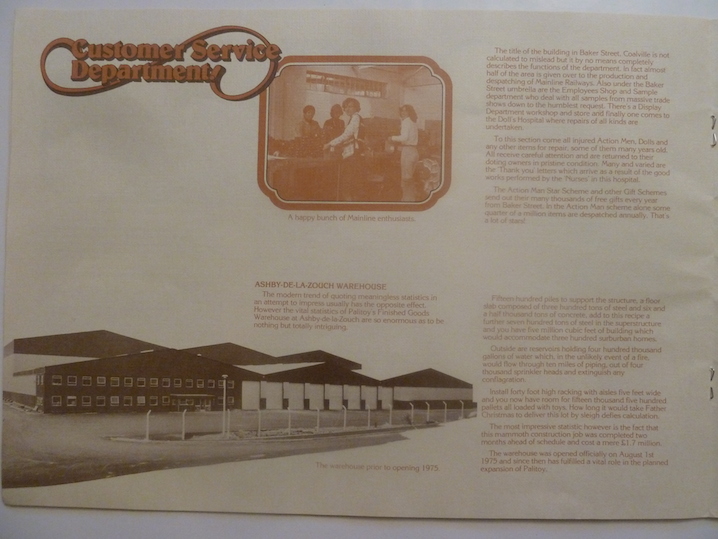 Customer Service
Department
The title of the building in Baker Street, Coalville is not
calculated to mislead but it by no means completely
describes the functions of the department. In fact almost
half of the area is given over to the production and
despatching of Mainline Railways. Also under the Baker
Street umbrella are the Employees Shop and Sample
department who deal with all samples from massive trade
shows down to the humblest request. There's a Display
Department workshop and store and finally one comes to
the Doll's Hospital where repairs of all kinds are
undertaken.
To this section come all injured Action Men, Dolls and
any other items for repair, some of them many years old.
All receive careful attention and are returned to their
doting owners in pristine condition. Many and varied are
the 'Thank you' letters which arrive as a result of the good
works performed by the 'Nurses' in this hospital.
The Action Man Star Scheme and other Gift Schemes
send out their many thousands of free gifts every year
from Baker Street. In the Action Man scheme alone some
quarter of a million items are despatched annually. That's
a lot of stars!
A happy bunch of Mainline enthusiasts.
ASHBY-DE-LA-ZOUCH WAREHOUSE
The modern trend of quoting meaningless statistics in
an attempt to impress usually has the opposite effect.
However the vital statistics of Palitoy's Finished Goods
Warehouse at Ashby-de-la-Zouch are so enormous as to be
nothing but totally intriguing.
Fifteen hundred piles to support the structure, a floor
slab comprised of three hundred tons of steel and six and
a half thousand tons of concrete, add to this recipe a
further seven hundred tons of steel in the superstructure
and you have five million cubic feet of building which
would accommodate three hundred surburban homes.
Outside are reservoirs holding four hundred thousand
gallons of water which, in the unlikely event of a fire,
would flow through ten miles of piping, out of four
thousand sprinkler heads and extinguish any
conflagration.
Install forty foot high racking with aisles five feet wide
and you now have room for fifteen thousand five hundred
pallets all loaded with toys. How long it would take Father
Christmas to deliver this lot by sleigh defies calculation.
The most impressive statistic however is the fact that
this mammoth construction job was completed two
months ahead of schedule and cost a mere £1.7 million.
The warehouse was opened officially on August 1st
1975 and since then has fulfilled a vital role in the planned
expansion of Palitoy.
The warehouse prior to opening 1975.